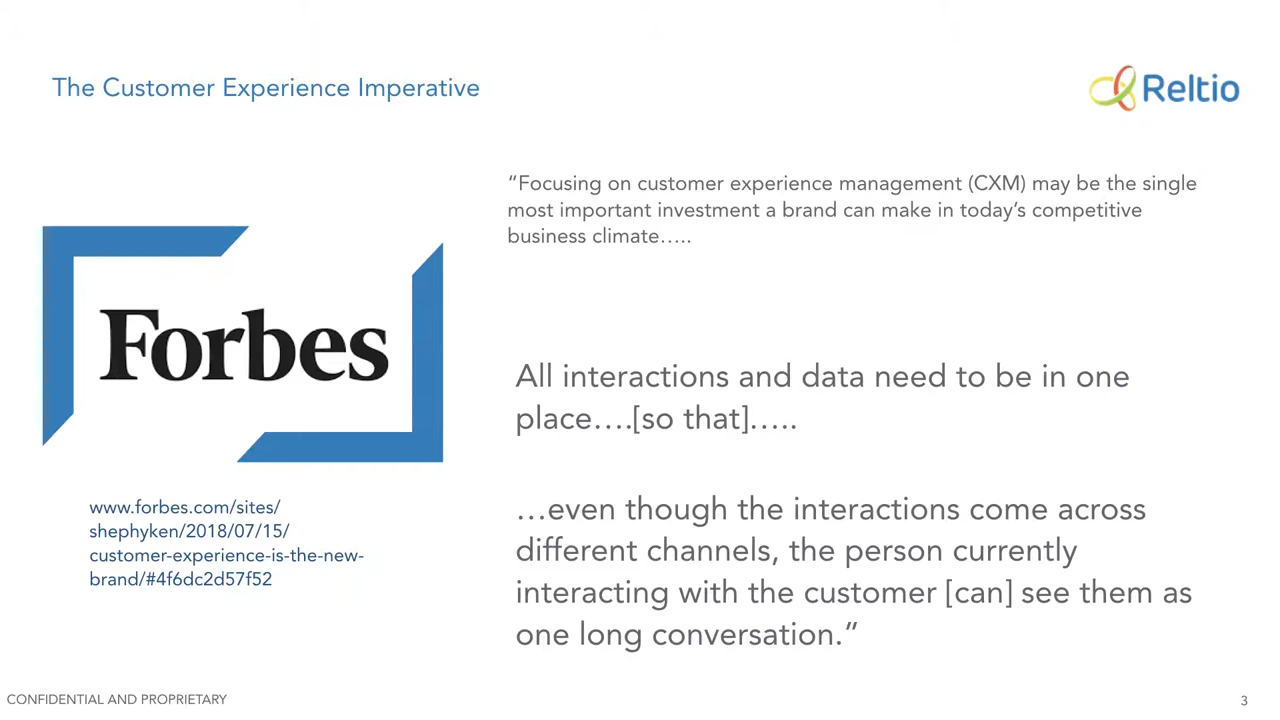 The Customer Experience Imperative
Reltio
“Focusing on customer experience management (CXM) may be the single
most important investment a brand can make in today’s competitive
business climate…..
Forbes
All interactions and data need to be in one
place….[so that]…..
…even though the interactions come across
different channels, the person currently
interacting with the customer [can] see them as
one long conversation.”
www.forbes.com/sites/
shephyken/2018/07/15/
customer-experience-is-the-new-
brand/#4f6dc2d57f52
CONFIDENTIAL AND PROPRIETARY
3